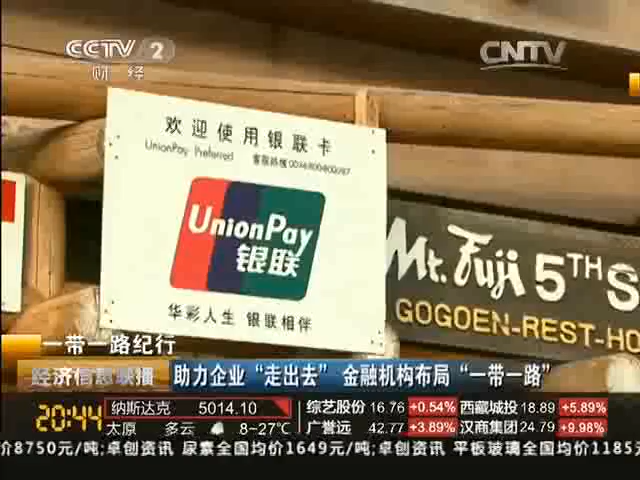 CCTV 2
财经
CNTV
欢迎使用银联卡
UnionPay Preferred
UnionPay
银联
华彩人生 银联相伴
Mt. Fuji 5TH S
GOGOEN-REST-HO
一带一路纪行
经济信息联播
助力企业“走出去” 金融机构布局“一带一路”
20:44
纳斯达克 5014.10
综艺股份 16.76 +0.54% 西藏城投 18.89 +5.89%
太原 多云 8~27℃
广誉远 42.77 +3.89% 汉商集团 24.79 +9.98%
价8750元/吨;卓创资讯 尿素全国均价1649元/吨;卓创资讯 平板玻璃全国均价1185元